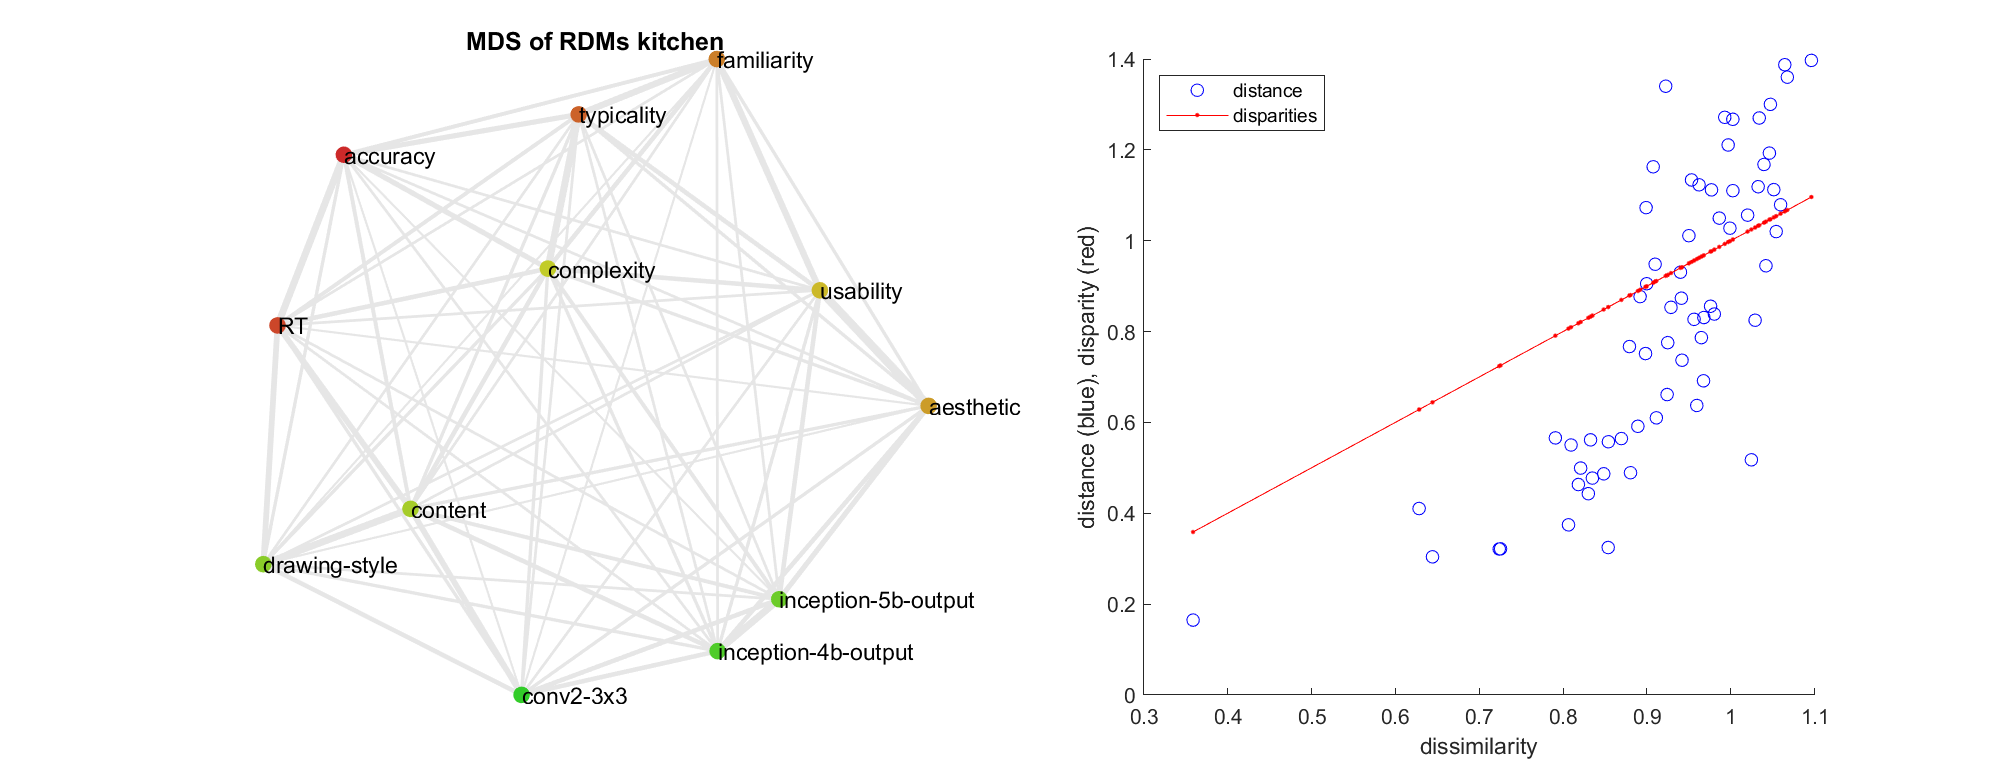 MDS of RDMs kitchen
familiarity
typicality
accuracy
complexity
usability
RT
aesthetic
content
drawing-style
inception-5b-output
inception-4b-output
conv2-3x3
distance
disparities
distance (blue), disparity (red)
1.4
1.2
1
0.8
0.6
0.4
0.2
0
0.3 0.4 0.5 0.6 0.7 0.8 0.9 1 1.1
dissimilarity